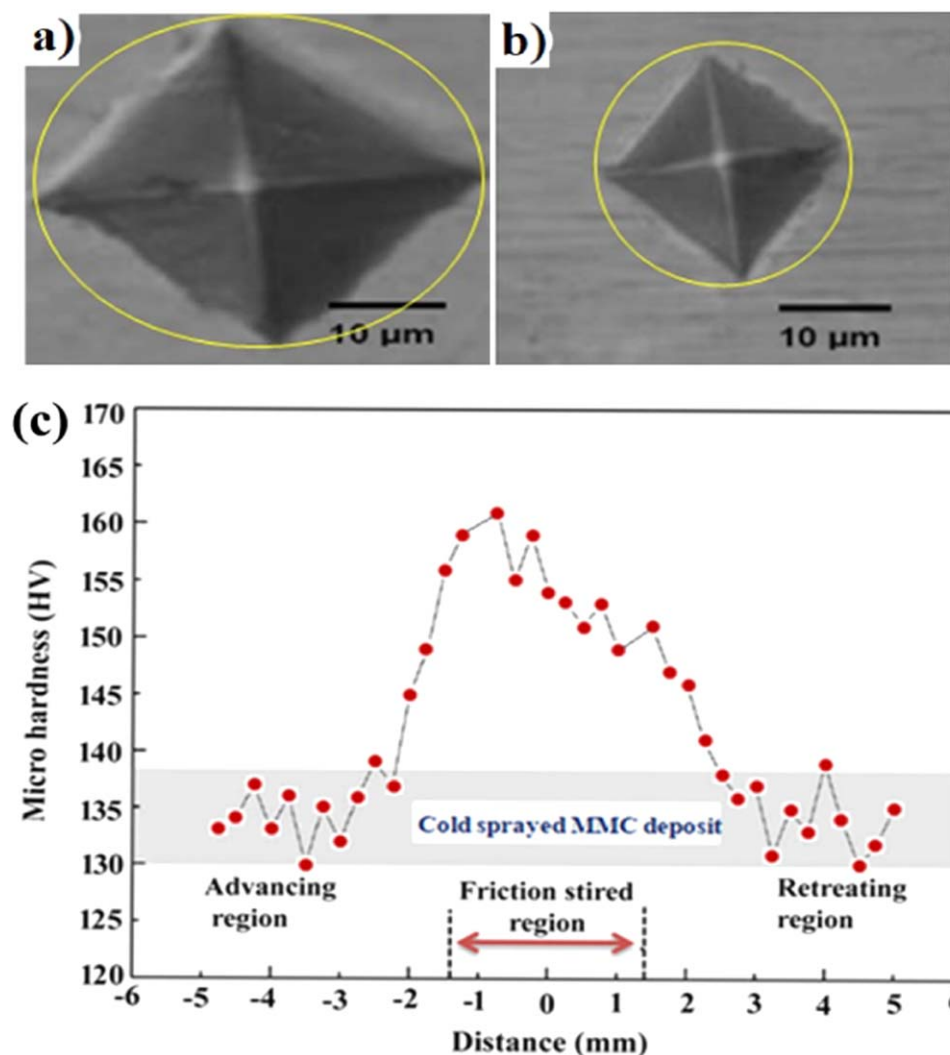 a)
b)
10 µm
10 µm
(c)
170
165
160
155
150
145
140
135
130
125
120
Micro hardness (HV)
Cold sprayed MMC deposit
Advancing
region
Friction stired
region
Retreating
region
-6 -5 -4 -3 -2 -1 0 1 2 3 4 5
Distance (mm)